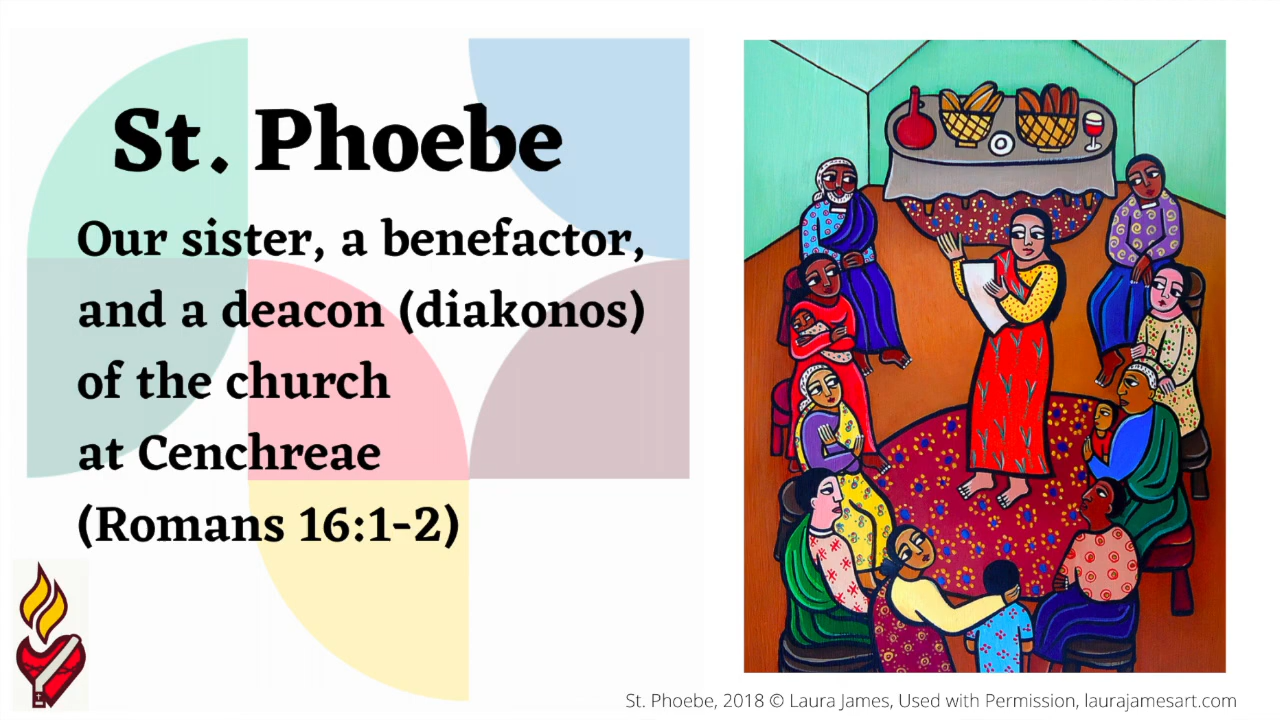 St. Phoebe
Our sister, a benefactor,
and a deacon (diakonos)
of the church
at Cenchreae
(Romans 16:1-2)
St. Phoebe, 2018 © Laura James, Used with Permission, laurajamesart.com